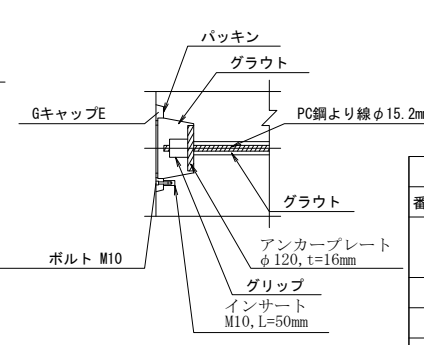 パッキン
グラウト
GキャップE
PC鋼より線φ15.2m
グラウト
番
アンカープレート
φ120,t=16mm
ボルト M10
グリップ
インサート
M10,L=50mm